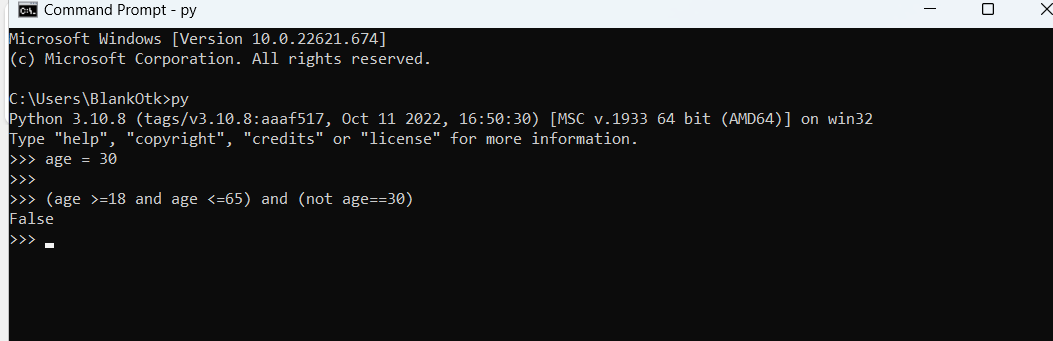 Command Prompt - py
Microsoft Windows [Version 10.0.22621.674]
(c) Microsoft Corporation. All rights reserved.
C:\Users\BlankOtk>py
Python 3.10.8 (tags/v3.10.8:aaaf517, Oct 11 2022, 16:50:30) [MSC v.1933 64 bit (AMD64)] on win32
Type "help", "copyright", "credits" or "license" for more information.
>>> age = 30
>>>
>>> (age >=18 and age <=65) and (not age==30)
False
>>>